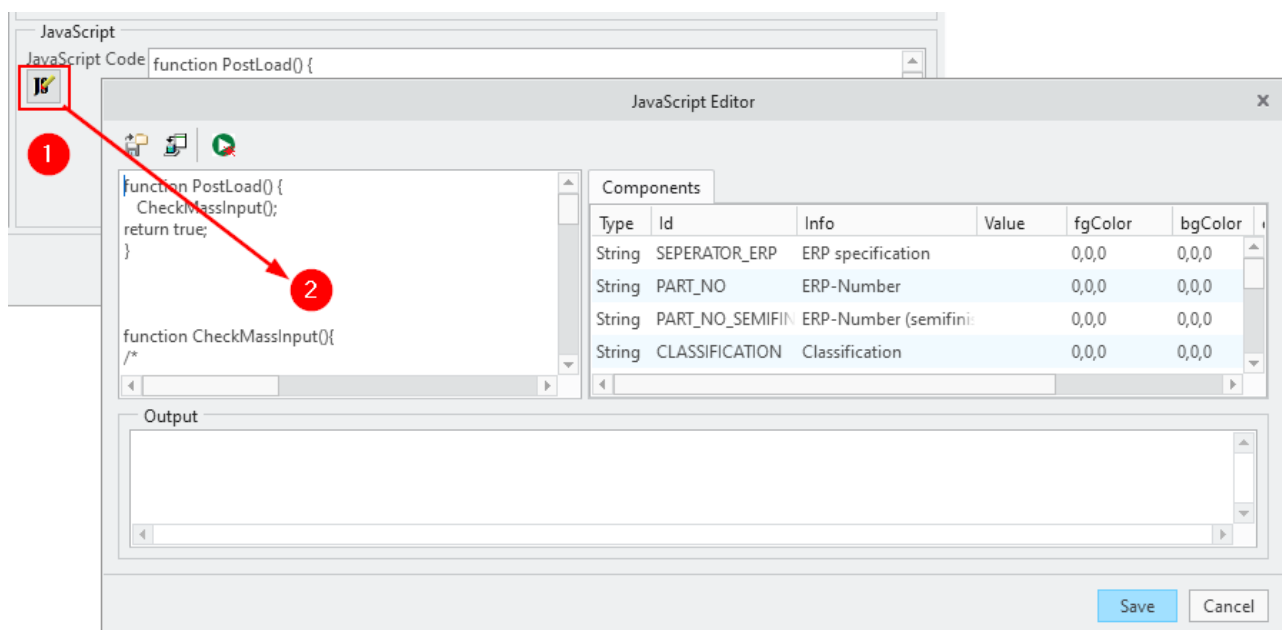 JavaScript
JavaScript Code function PostLoad() {
1
JavaScript Editor
function PostLoad() {
CheckMassInput();
return true;
}
2
function CheckMassInput(){
/*
Components
Type Id Info Value fgColor bgColor
String SEPERATOR_ERP ERP specification 0,0,0 0,0,0
String PART_NO ERP-Number 0,0,0 0,0,0
String PART_NO_SEMIFIN ERP-Number (semifinis 0,0,0 0,0,0
String CLASSIFICATION Classification 0,0,0 0,0,0
Output
Save Cancel